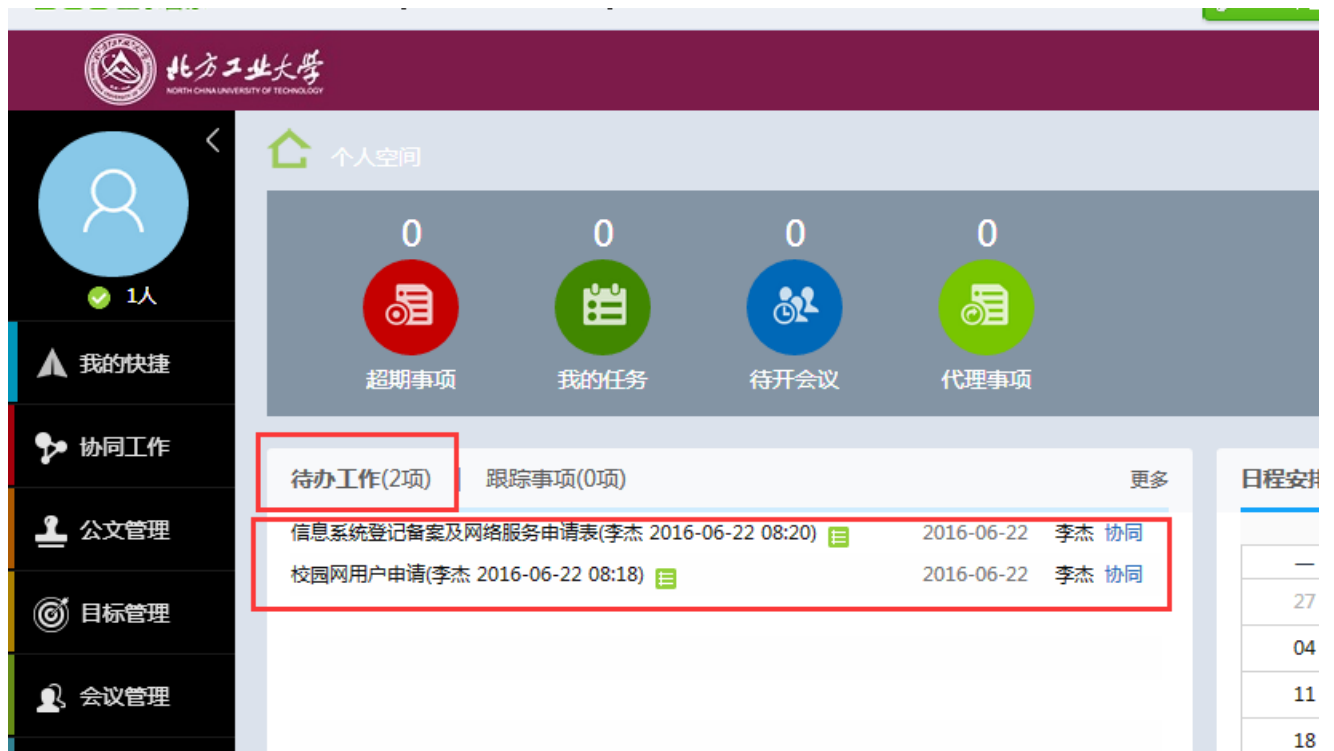 北方工业大学
NORTH CHINA UNIVERSITY OF TECHNOLOGY
个人空间
1人
我的快捷
协同工作
公文管理
目标管理
会议管理
0 0 0 0
超期事项 我的任务 待开会议 代理事项
待办工作(2项) 跟踪事项(0项) 更多
信息系统登记备案及网络服务申请表(李杰 2016-06-22 08:20) 2016-06-22 李杰 协同
校园网用户申请(李杰 2016-06-22 08:18) 2016-06-22 李杰 协同
日程安排
一
27
04
11
18